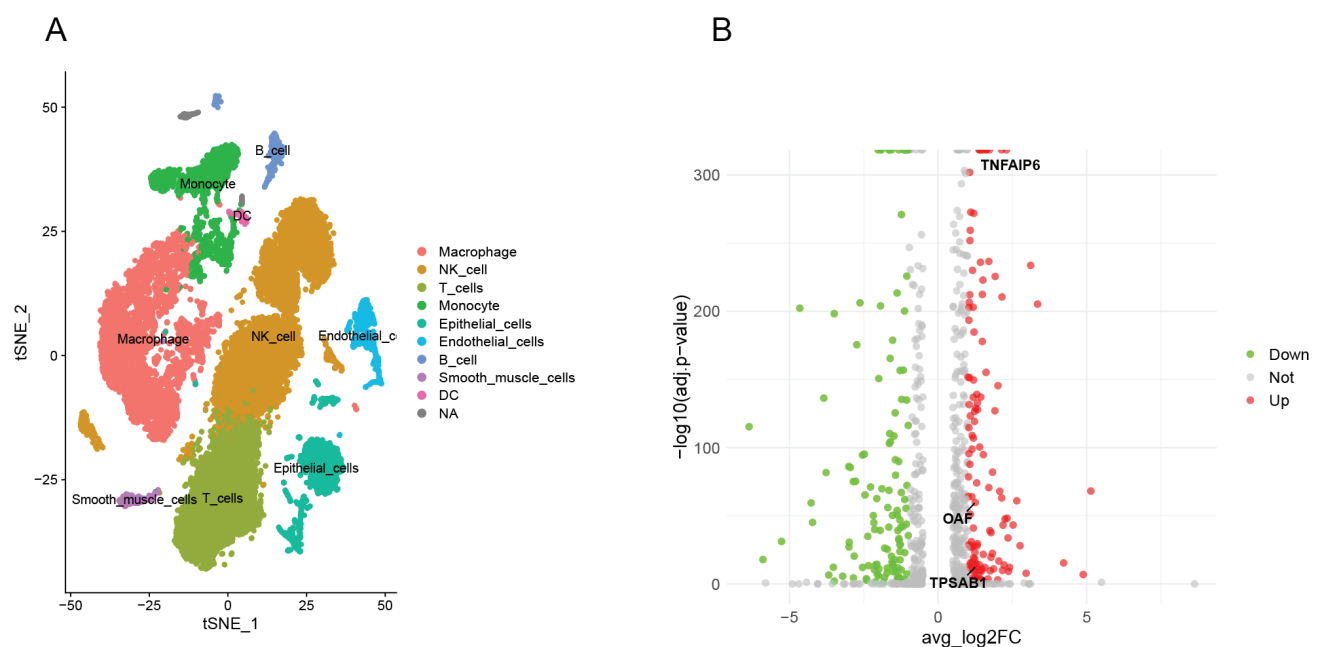 A
B
tSNE_2
50
25
0
−25
−50
−25
0
25
50
tSNE_1
B_cell
Monocyte
DC
NK_cell
Endothelial_c
Macrophage
Epithelial_cells
Smooth_muscle_cells
T_cells
Macrophage
NK_cell
T_cells
Monocyte
Epithelial_cells
Endothelial_cells
B_cell
Smooth_muscle_cells
DC
NA
−log10(adj.p−value)
300
200
100
0
−5
0
5
avg_log2FC
TNFAIP6
OAF
TPSAB1
Down
Not
Up